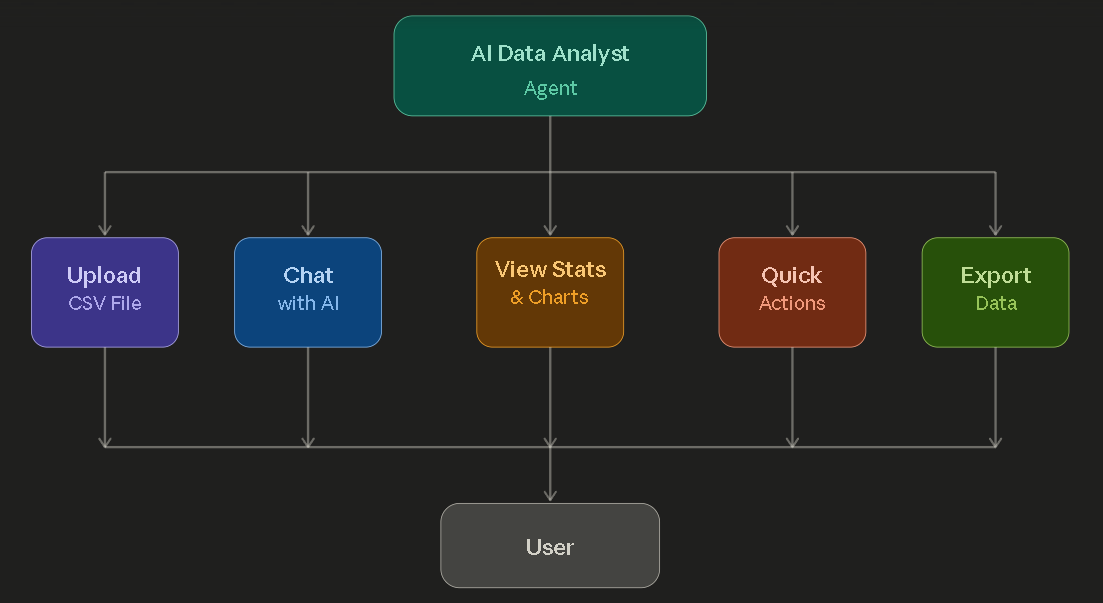 AI Data Analyst
Agent
Upload
CSV File
Chat
with AI
View Stats
& Charts
Quick
Actions
Export
Data
User